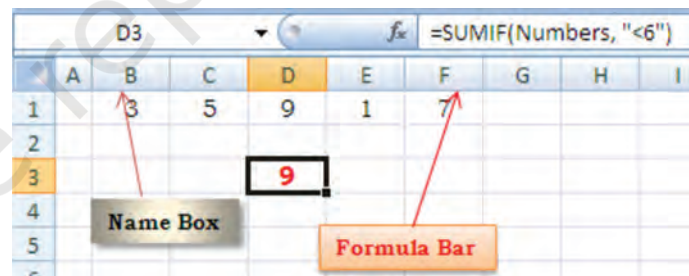 D3 fx =SUMIF(Numbers, "<6")
A B C D E F G H I
1 3 5 9 1 7
2
3 9
4
Name Box
5
Formula Bar